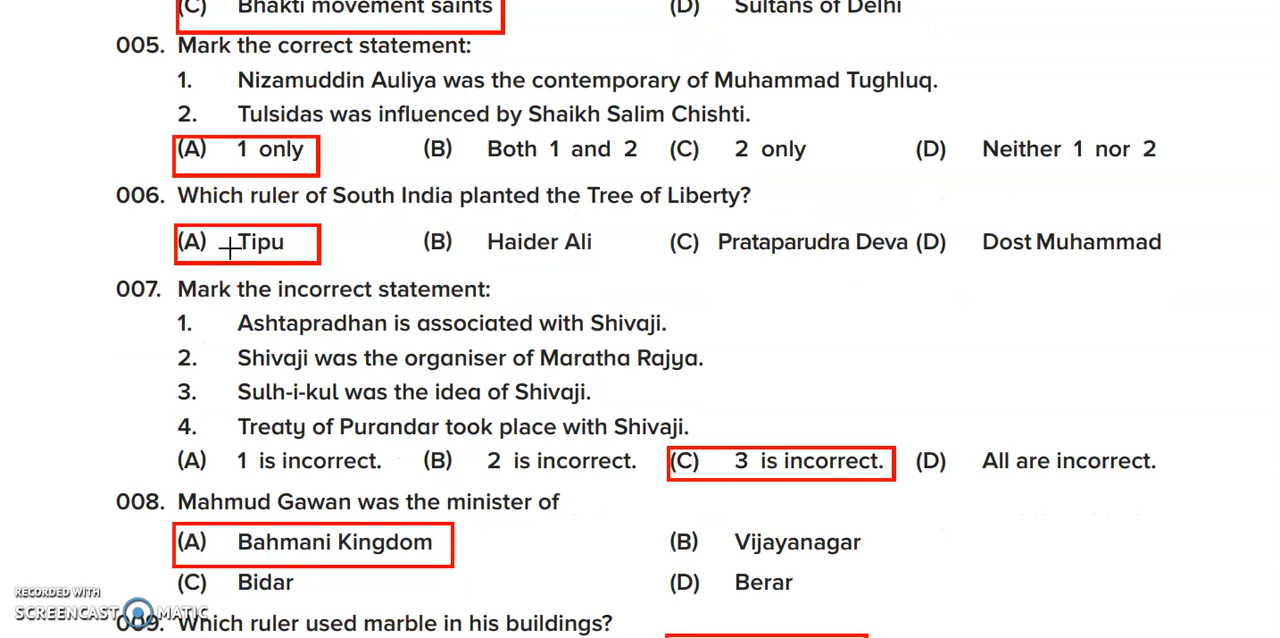 (C) Bhakti movement saints (D) Sultans of Delhi
005. Mark the correct statement:
1. Nizamuddin Auliya was the contemporary of Muhammad Tughluq.
2. Tulsidas was influenced by Shaikh Salim Chishti.
(A) 1 only (B) Both 1 and 2 (C) 2 only (D) Neither 1 nor 2
006. Which ruler of South India planted the Tree of Liberty?
(A) Tipu (B) Haider Ali (C) Prataparudra Deva (D) Dost Muhammad
007. Mark the incorrect statement:
1. Ashtapradhan is associated with Shivaji.
2. Shivaji was the organiser of Maratha Rajya.
3. Sulh-i-kul was the idea of Shivaji.
4. Treaty of Purandar took place with Shivaji.
(A) 1 is incorrect. (B) 2 is incorrect. (C) 3 is incorrect. (D) All are incorrect.
008. Mahmud Gawan was the minister of
(A) Bahmani Kingdom (B) Vijayanagar
(C) Bidar (D) Berar
RECORDED WITH
SCREENCAST MATIC
009. Which ruler used marble in his buildings?